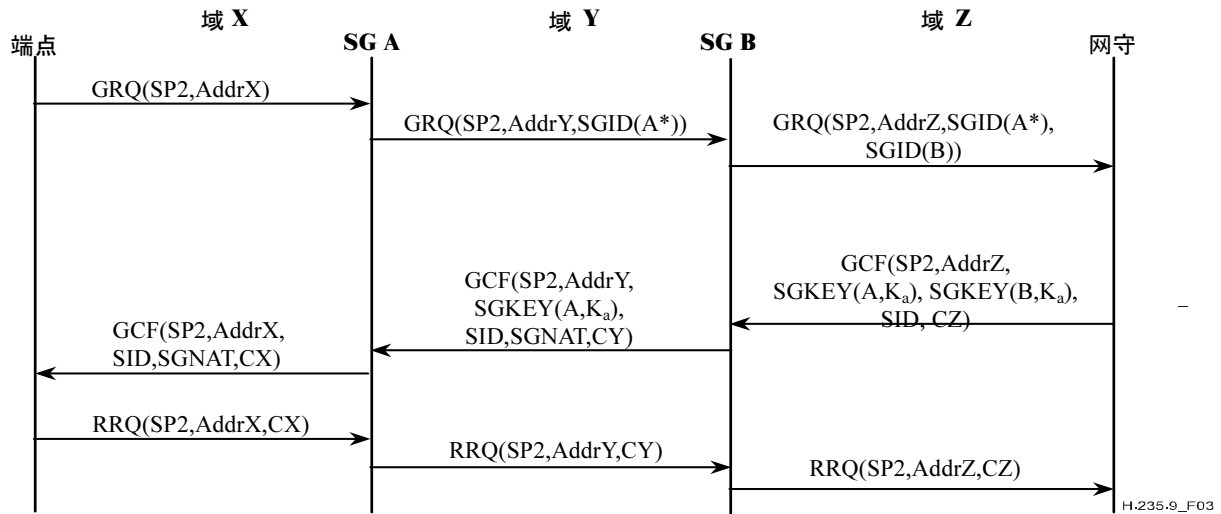 域 X
域 Y
域 Z
端点
SG A
SG B
网守
GRQ(SP2,AddrX)
GRQ(SP2,AddrY,SGID(A*))
GRQ(SP2,AddrZ,SGID(A*),
SGID(B))
GCF(SP2,AddrZ,
SGKEY(A,Kₐ), SGKEY(B,Kₐ),
SID, CZ)
GCF(SP2,AddrY,
SGKEY(A,Kₐ),
SID,SGNAT,CY)
GCF(SP2,AddrX,
SID,SGNAT,CX)
RRQ(SP2,AddrX,CX)
RRQ(SP2,AddrY,CY)
RRQ(SP2,AddrZ,CZ)
H.235.9_F03